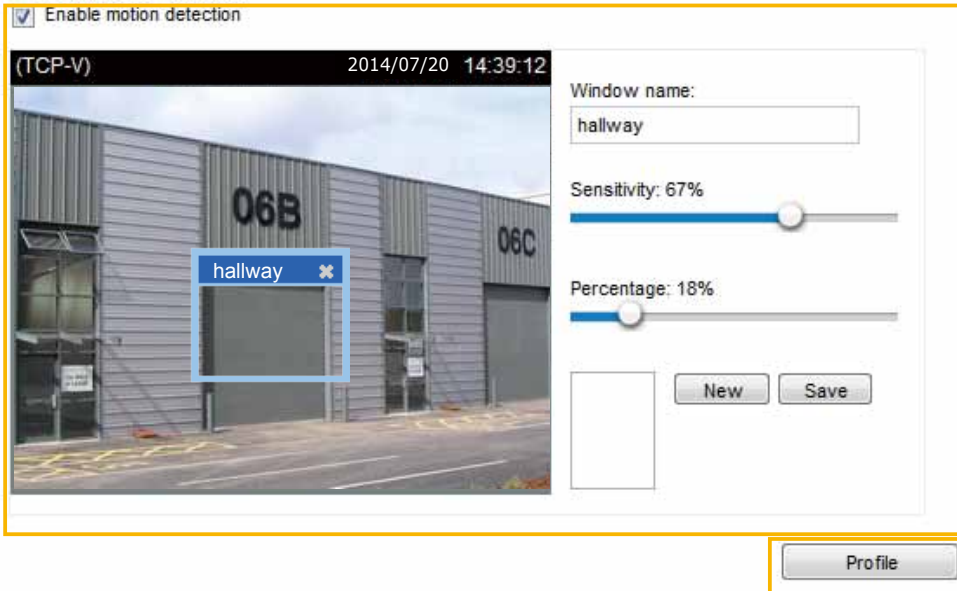 Enable motion detection
(TCP-V) 2014/07/20 14:39:12
Window name:
hallway
Sensitivity: 67%
06B
06C
hallway
Percentage: 18%
New Save
Profile